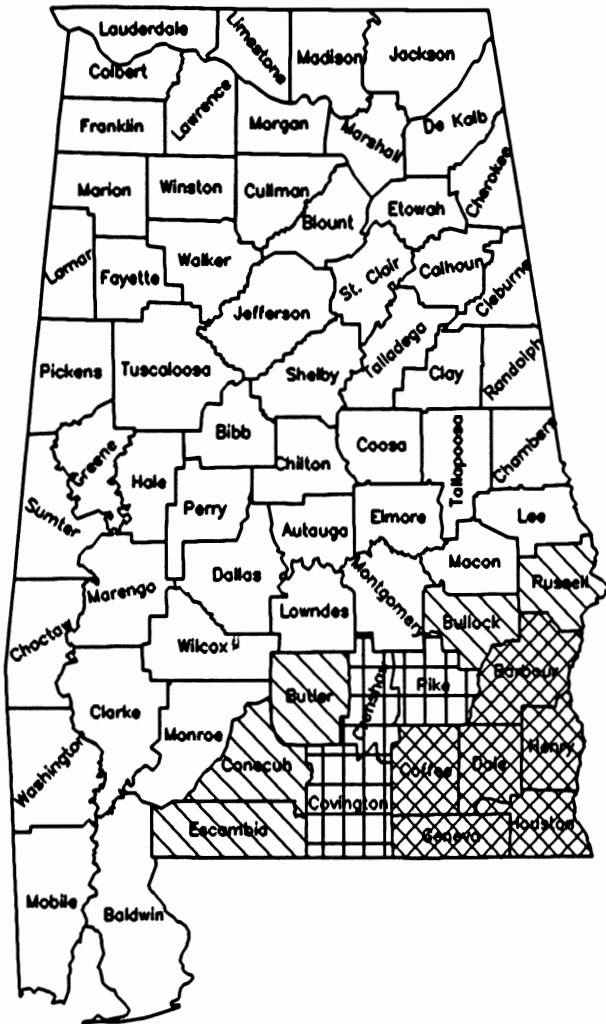 Lauderdale
Limestone
Madison
Jackson
Colbert
Lawrence
Franklin
Morgan
Marshall
De Kalb
Cherokee
Marion
Winston
Cullman
Blount
Etowah
Lamar
Fayette
Walker
Jefferson
St. Clair
Calhoun
Cleburne
Pickens
Tuscaloosa
Shelby
Talladega
Clay
Randolph
Bibb
Coosa
Tallapoosa
Chambers
Greene
Hale
Chilton
Sumter
Perry
Autauga
Elmore
Lee
Macon
Marengo
Dallas
Montgomery
Russell
Lowndes
Bullock
Choctaw
Wilcox
Butler
Pike
Barbour
Clarke
Monroe
Washington
Conecuh
Coffee
Dale
Henry
Covington
Escambia
Geneva
Houston
Mobile
Baldwin